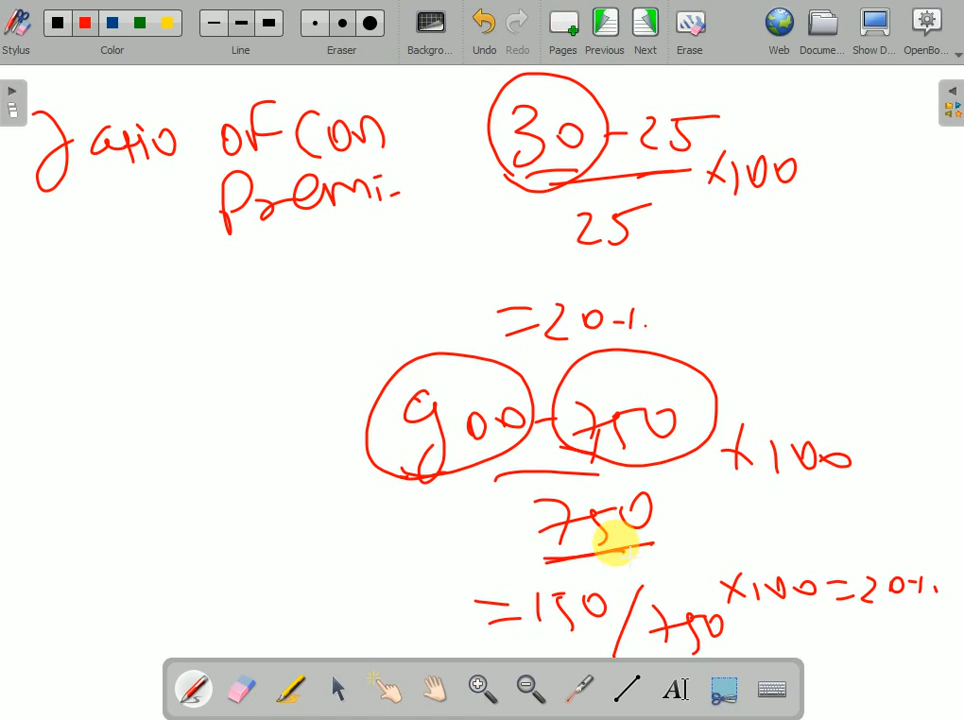 Stylus Color Line Eraser Backgro... Undo Redo Pages Previous Next Erase Web Docume... Show D... OpenBo...
ratio of Con
Premi.
30-25
×100
25
=20%.
900-750
×100
750
=150/750 ×100=20%.
AI